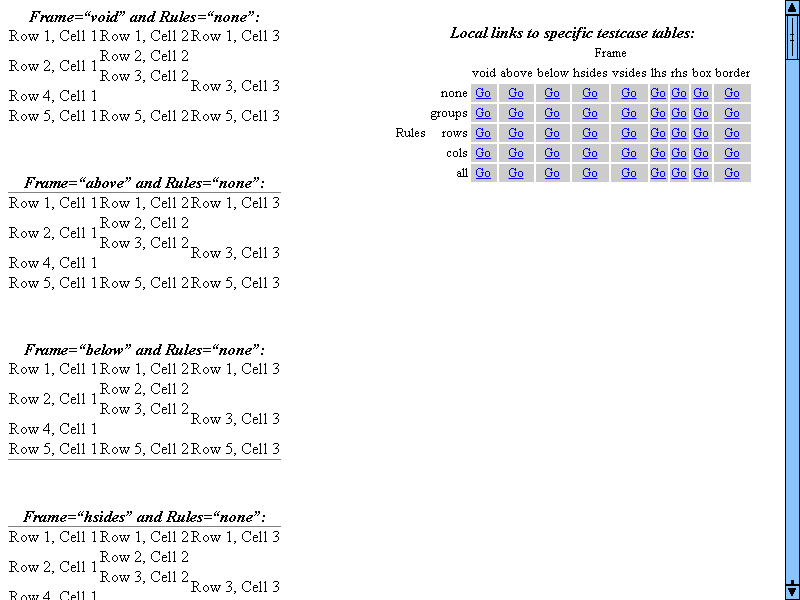 Frame=“void” and Rules=“none”:
Row 1, Cell 1 Row 1, Cell 2 Row 1, Cell 3
Row 2, Cell 1 Row 2, Cell 2
Row 3, Cell 2 Row 3, Cell 3
Row 4, Cell 1
Row 5, Cell 1 Row 5, Cell 2 Row 5, Cell 3
Frame=“above” and Rules=“none”:
Row 1, Cell 1 Row 1, Cell 2 Row 1, Cell 3
Row 2, Cell 1 Row 2, Cell 2
Row 3, Cell 2 Row 3, Cell 3
Row 4, Cell 1
Row 5, Cell 1 Row 5, Cell 2 Row 5, Cell 3
Frame=“below” and Rules=“none”:
Row 1, Cell 1 Row 1, Cell 2 Row 1, Cell 3
Row 2, Cell 1 Row 2, Cell 2
Row 3, Cell 2 Row 3, Cell 3
Row 4, Cell 1
Row 5, Cell 1 Row 5, Cell 2 Row 5, Cell 3
Frame=“hsides” and Rules=“none”:
Row 1, Cell 1 Row 1, Cell 2 Row 1, Cell 3
Row 2, Cell 1 Row 2, Cell 2
Row 3, Cell 2 Row 3, Cell 3
Row 4, Cell 1
Local links to specific testcase tables:
Frame
void above below hsides vsides lhs rhs box border
none Go Go Go Go Go Go Go Go Go
groups Go Go Go Go Go Go Go Go Go
Rules rows Go Go Go Go Go Go Go Go Go
cols Go Go Go Go Go Go Go Go Go
all Go Go Go Go Go Go Go Go Go